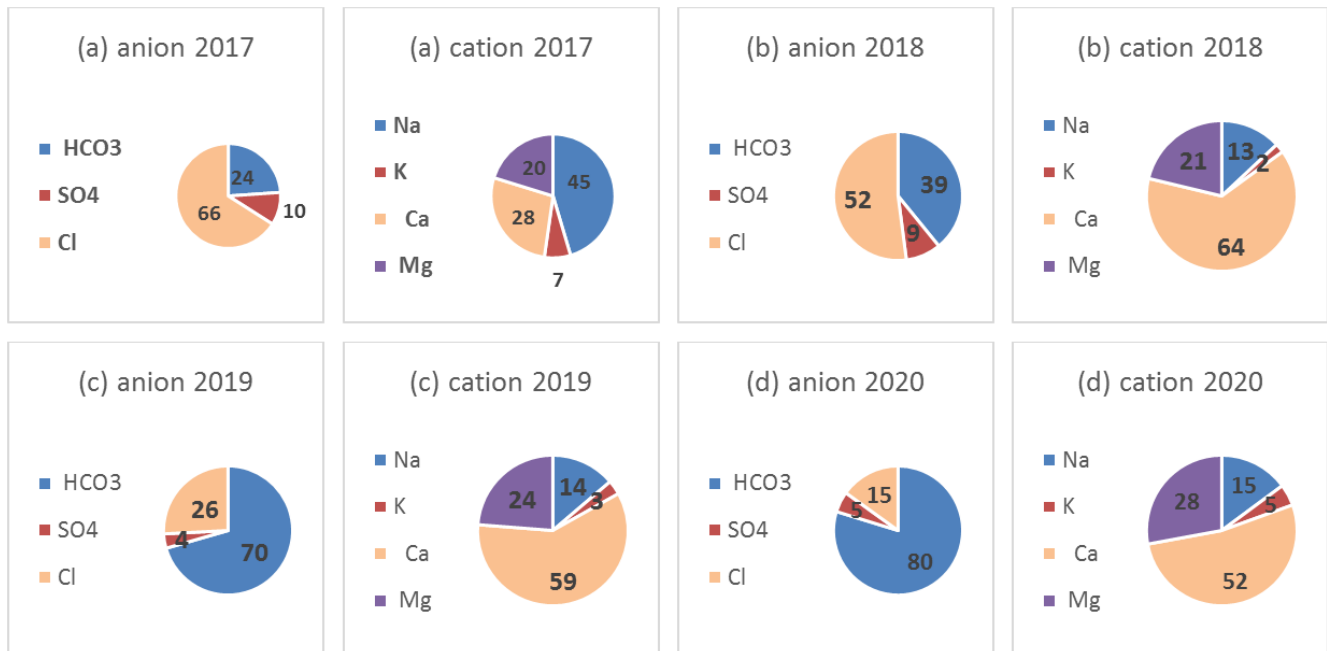 (a) anion 2017
HCO3
SO4
Cl
24
10
66
(a) cation 2017
Na
K
Ca
Mg
20
45
28
7
(b) anion 2018
HCO3
SO4
Cl
52
39
9
(b) cation 2018
Na
K
Ca
Mg
21
13
2
64
(c) anion 2019
HCO3
SO4
Cl
26
4
70
(c) cation 2019
Na
K
Ca
Mg
24
14
3
59
(d) anion 2020
HCO3
SO4
Cl
15
5
80
(d) cation 2020
Na
K
Ca
Mg
28
15
5
52